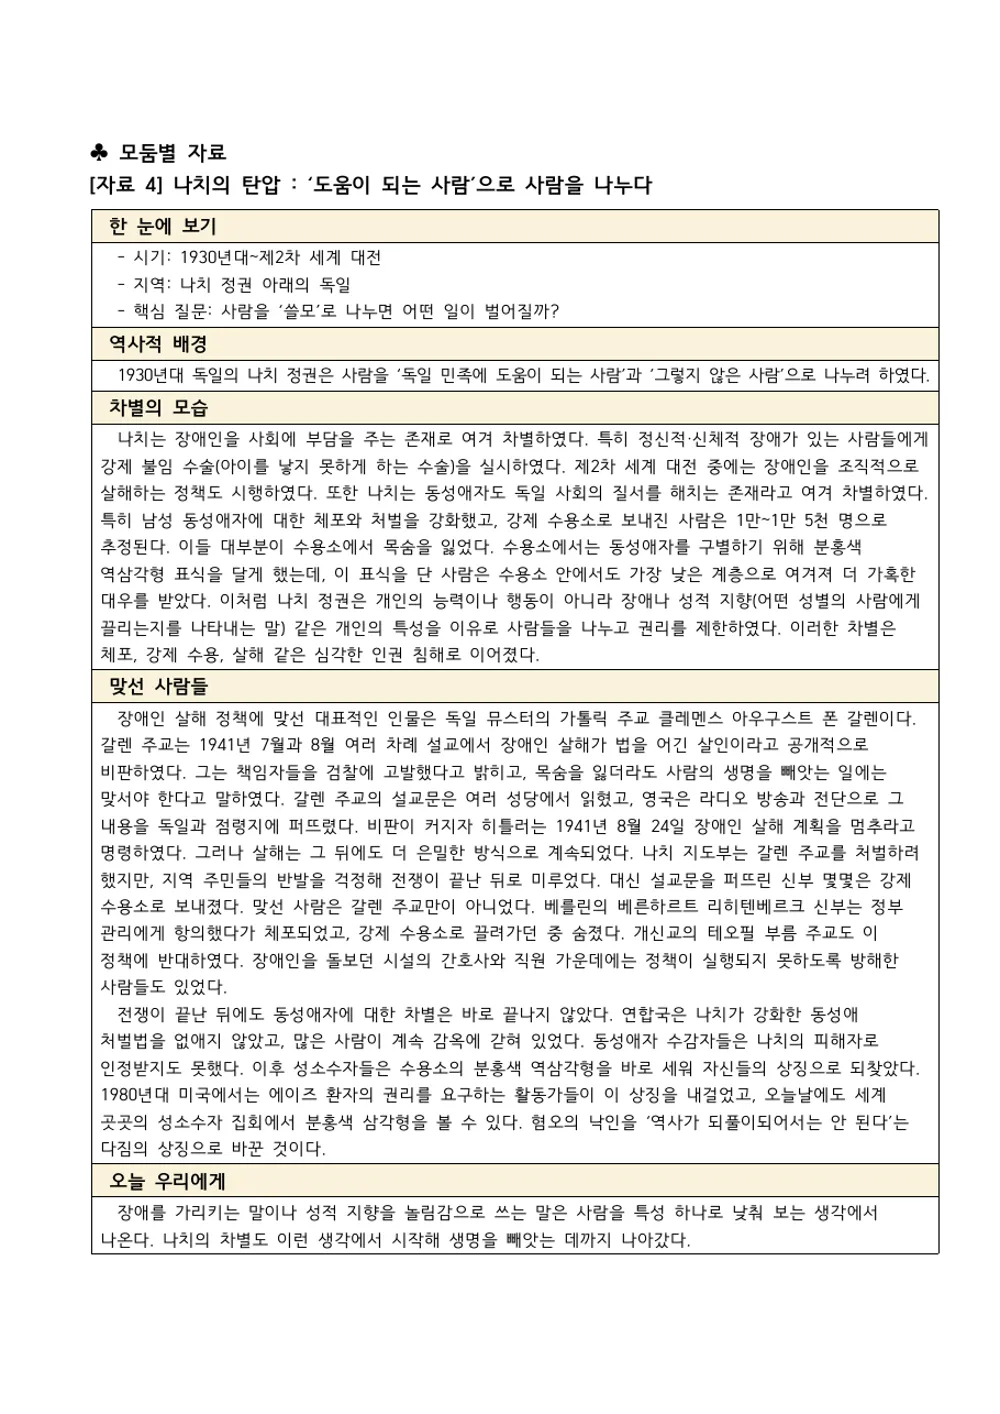 ♣ 모둠별 자료
[자료 4] 나치의 탄압 : ‘도움이 되는 사람’으로 사람을 나누다
한 눈에 보기
- 시기: 1930년대~제2차 세계 대전
- 지역: 나치 정권 아래의 독일
- 핵심 질문: 사람을 ‘쓸모’로 나누면 어떤 일이 벌어질까?
역사적 배경
1930년대 독일의 나치 정권은 사람을 ‘독일 민족에 도움이 되는 사람’과 ‘그렇지 않은 사람’으로 나누려 하였다.
차별의 모습
나치는 장애인을 사회에 부담을 주는 존재로 여겨 차별하였다. 특히 정신적·신체적 장애가 있는 사람들에게
강제 불임 수술(아이를 낳지 못하게 하는 수술)을 실시하였다. 제2차 세계 대전 중에는 장애인을 조직적으로
살해하는 정책도 시행하였다. 또한 나치는 동성애자도 독일 사회의 질서를 해치는 존재라고 여겨 차별하였다.
특히 남성 동성애자에 대한 체포와 처벌을 강화했고, 강제 수용소로 보내진 사람은 1만~1만 5천 명으로
추정된다. 이들 대부분이 수용소에서 목숨을 잃었다. 수용소에서는 동성애자를 구별하기 위해 분홍색
역삼각형 표식을 달게 했는데, 이 표식을 단 사람은 수용소 안에서도 가장 낮은 계층으로 여겨져 더 가혹한
대우를 받았다. 이처럼 나치 정권은 개인의 능력이나 행동이 아니라 장애나 성적 지향(어떤 성별의 사람에게
끌리는지를 나타내는 말) 같은 개인의 특성을 이유로 사람들을 나누고 권리를 제한하였다. 이러한 차별은
체포, 강제 수용, 살해 같은 심각한 인권 침해로 이어졌다.
맞선 사람들
장애인 살해 정책에 맞선 대표적인 인물은 독일 뮤스터의 가톨릭 주교 클레멘스 아우구스트 폰 갈렌이다.
갈렌 주교는 1941년 7월과 8월 여러 차례 설교에서 장애인 살해가 법을 어긴 살인이라고 공개적으로
비판하였다. 그는 책임자들을 검찰에 고발했다고 밝히고, 목숨을 잃더라도 사람의 생명을 빼앗는 일에는
맞서야 한다고 말하였다. 갈렌 주교의 설교문은 여러 성당에서 읽혔고, 영국은 라디오 방송과 전단으로 그
내용을 독일과 점령지에 퍼뜨렸다. 비판이 커지자 히틀러는 1941년 8월 24일 장애인 살해 계획을 멈추라고
명령하였다. 그러나 살해는 그 뒤에도 더 은밀한 방식으로 계속되었다. 나치 지도부는 갈렌 주교를 처벌하려
했지만, 지역 주민들의 반발을 걱정해 전쟁이 끝난 뒤로 미루었다. 대신 설교문을 퍼뜨린 신부 몇몇은 강제
수용소로 보내졌다. 맞선 사람은 갈렌 주교만이 아니었다. 베를린의 베른하르트 리히텐베르크 신부는 정부
관리에게 항의했다가 체포되었고, 강제 수용소로 끌려가던 중 숨졌다. 개신교의 테오필 부름 주교도 이
정책에 반대하였다. 장애인을 돌보던 시설의 간호사와 직원 가운데에는 정책이 실행되지 못하도록 방해한
사람들도 있었다.
전쟁이 끝난 뒤에도 동성애자에 대한 차별은 바로 끝나지 않았다. 연합국은 나치가 강화한 동성애
처벌법을 없애지 않았고, 많은 사람이 계속 감옥에 갇혀 있었다. 동성애자 수감자들은 나치의 피해자로
인정받지도 못했다. 이후 성소수자들은 수용소의 분홍색 역삼각형을 바로 세워 자신들의 상징으로 되찾았다.
1980년대 미국에서는 에이즈 환자의 권리를 요구하는 활동가들이 이 상징을 내걸었고, 오늘날에도 세계
곳곳의 성소수자 집회에서 분홍색 삼각형을 볼 수 있다. 혐오의 낙인을 ‘역사가 되풀이되어서는 안 된다’는
다짐의 상징으로 바꾼 것이다.
오늘 우리에게
장애를 가리키는 말이나 성적 지향을 놀림감으로 쓰는 말은 사람을 특성 하나로 낮춰 보는 생각에서
나온다. 나치의 차별도 이런 생각에서 시작해 생명을 빼앗는 데까지 나아갔다.